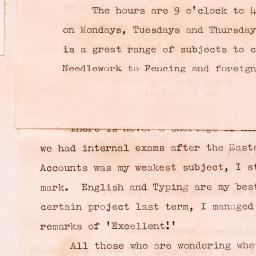 The hours are 9 o'clock to 4
on Mondays, Tuesdays and Thursday
is a great range of subjects to c
Needlework to Fencing and foreign
There is never a shortage of
we had internal exams after the Easte
Accounts was my weakest subject, I st
mark. English and Typing are my best
certain project last term, I managed
remarks of 'Excellent!'
All those who are wondering whe